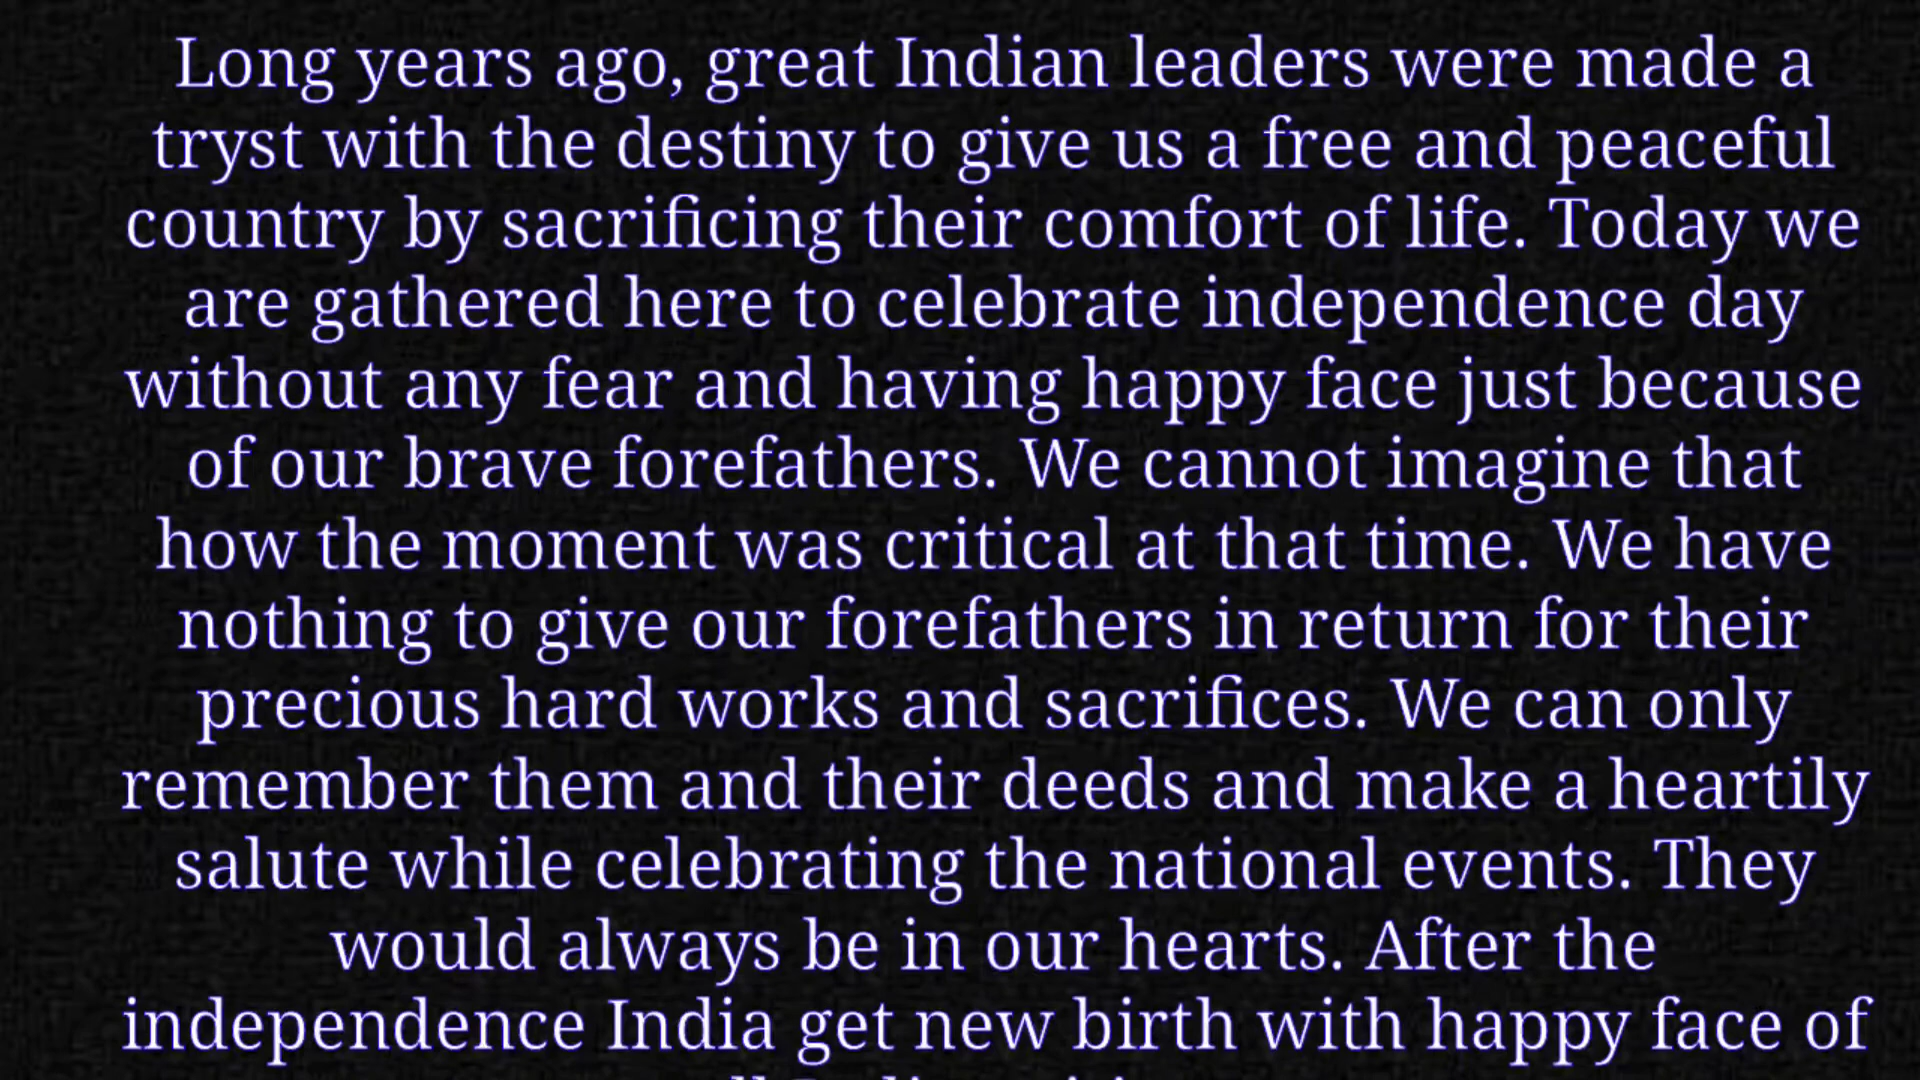 Long years ago, great Indian leaders were made a
tryst with the destiny to give us a free and peaceful
country by sacrificing their comfort of life. Today we
are gathered here to celebrate independence day
without any fear and having happy face just because
of our brave forefathers. We cannot imagine that
how the moment was critical at that time. We have
nothing to give our forefathers in return for their
precious hard works and sacrifices. We can only
remember them and their deeds and make a heartily
salute while celebrating the national events. They
would always be in our hearts. After the
independence India get new birth with happy face of